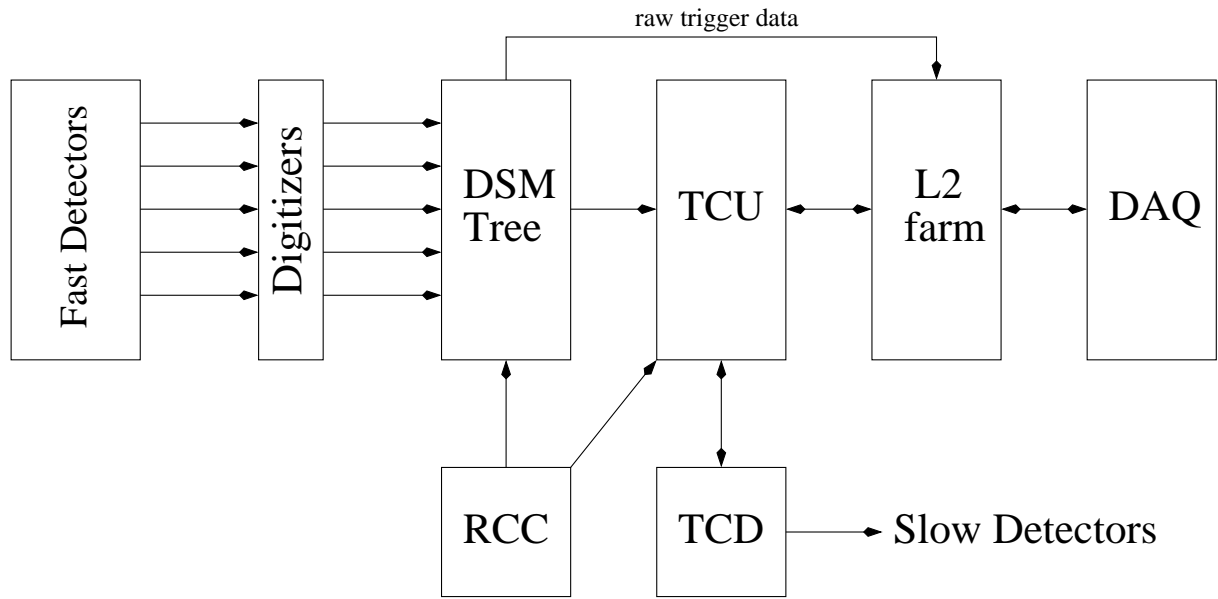 raw trigger data
Fast Detectors
Digitizers
DSM
Tree
TCU
L2
farm
DAQ
RCC
TCD
Slow Detectors